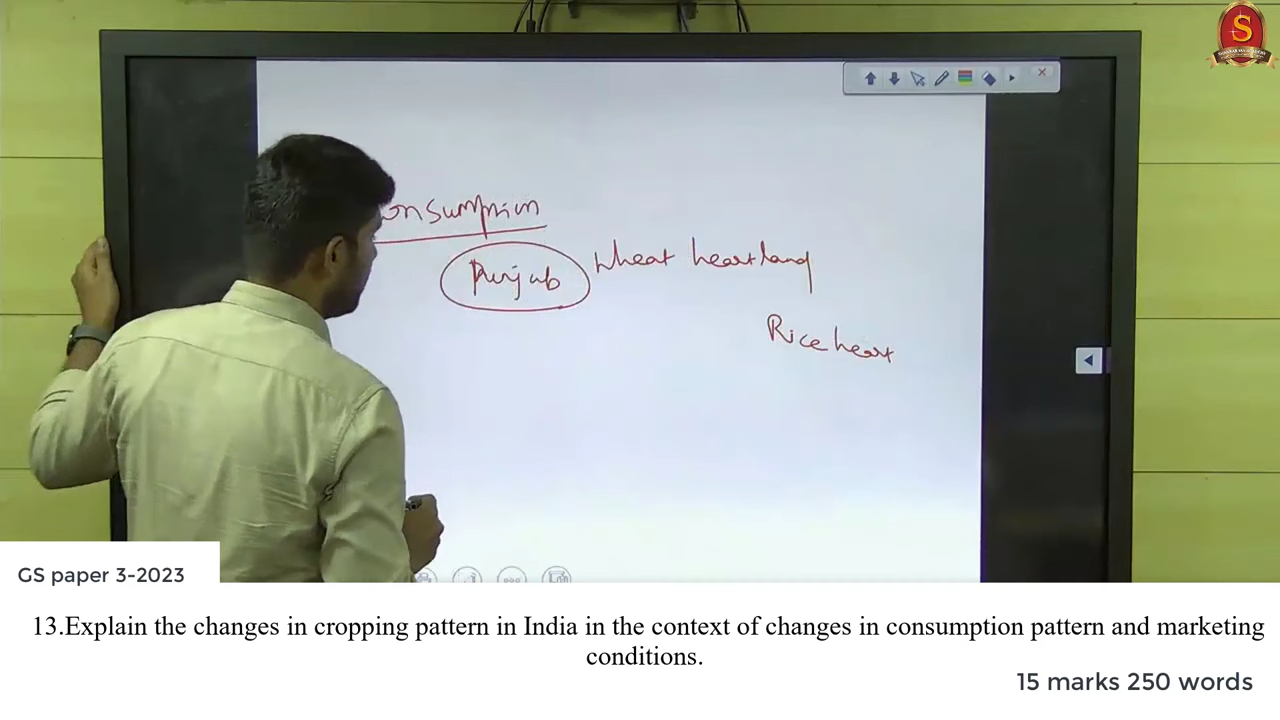 onsumption
Punjab wheat heartland
Rice heart
GS paper 3-2023
13.Explain the changes in cropping pattern in India in the context of changes in consumption pattern and marketing
conditions.
15 marks 250 words